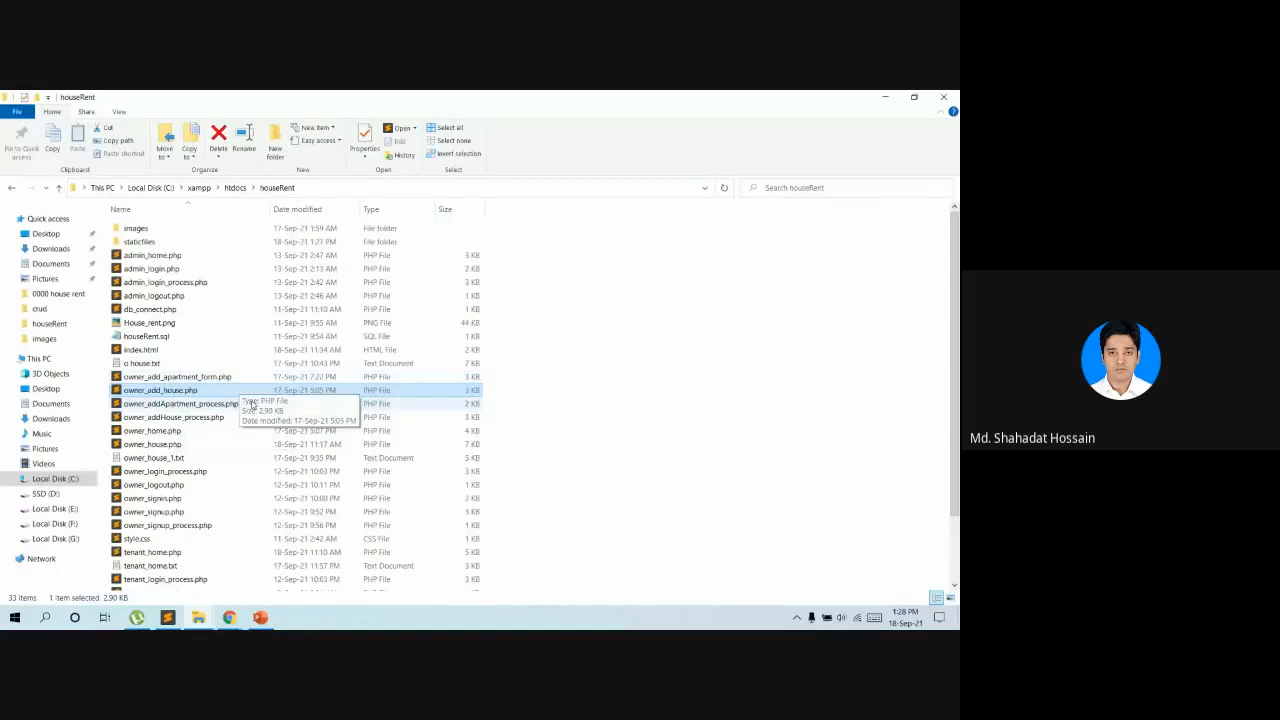 houseRent
File Home Share View
Pin to Quick access
Copy
Paste
Cut
Copy path
Paste shortcut
Clipboard
Move to
Copy to
Delete
Rename
Organize
New folder
New item
Easy access
New
Properties
Open
Edit
History
Open
Select all
Select none
Invert selection
Select
This PC > Local Disk (C:) > xampp > htdocs > houseRent
Search houseRent
Quick access
Desktop
Downloads
Documents
Pictures
0000 house rent
crud
houseRent
images
This PC
3D Objects
Desktop
Documents
Downloads
Music
Pictures
Videos
Local Disk (C:)
SSD (D:)
Local Disk (E:)
Local Disk (F:)
Local Disk (G:)
Network
Name Date modified Type Size
images 17-Sep-21 1:59 AM File folder
staticfiles 18-Sep-21 1:27 PM File folder
admin_home.php 13-Sep-21 2:47 AM PHP File 3 KB
admin_login.php 13-Sep-21 2:13 AM PHP File 2 KB
admin_login_process.php 13-Sep-21 2:42 AM PHP File 3 KB
admin_logout.php 13-Sep-21 2:46 AM PHP File 1 KB
db_connect.php 11-Sep-21 11:10 AM PHP File 1 KB
House_rent.png 11-Sep-21 9:55 AM PNG File 44 KB
houseRent.sql 11-Sep-21 9:54 AM SQL File 1 KB
index.html 18-Sep-21 11:34 AM HTML File 2 KB
o house.txt 17-Sep-21 10:43 PM Text Document 7 KB
owner_add_apartment_form.php 17-Sep-21 7:22 PM PHP File 3 KB
owner_add_house.php 17-Sep-21 5:05 PM PHP File 3 KB
owner_addApartment_process.php PHP File 2 KB
owner_addHouse_process.php PHP File 3 KB
Type: PHP File
Size: 2.90 KB
Date modified: 17-Sep-21 5:05 PM
owner_home.php 17-Sep-21 5:07 PM PHP File 4 KB
owner_house.php 18-Sep-21 11:17 AM PHP File 7 KB
owner_house_1.txt 17-Sep-21 9:35 PM Text Document 5 KB
owner_login_process.php 12-Sep-21 10:03 PM PHP File 3 KB
owner_logout.php 12-Sep-21 10:11 PM PHP File 1 KB
owner_signin.php 12-Sep-21 10:00 PM PHP File 2 KB
owner_signup.php 12-Sep-21 9:52 PM PHP File 3 KB
owner_signup_process.php 12-Sep-21 9:56 PM PHP File 3 KB
style.css 11-Sep-21 2:42 AM CSS File 1 KB
tenant_home.php 18-Sep-21 11:10 AM PHP File 5 KB
tenant_home.txt 17-Sep-21 11:57 PM Text Document 5 KB
tenant_login_process.php 12-Sep-21 10:03 PM PHP File 3 KB
33 items 1 item selected 2.90 KB
1:28 PM
18-Sep-21
Md. Shahadat Hossain